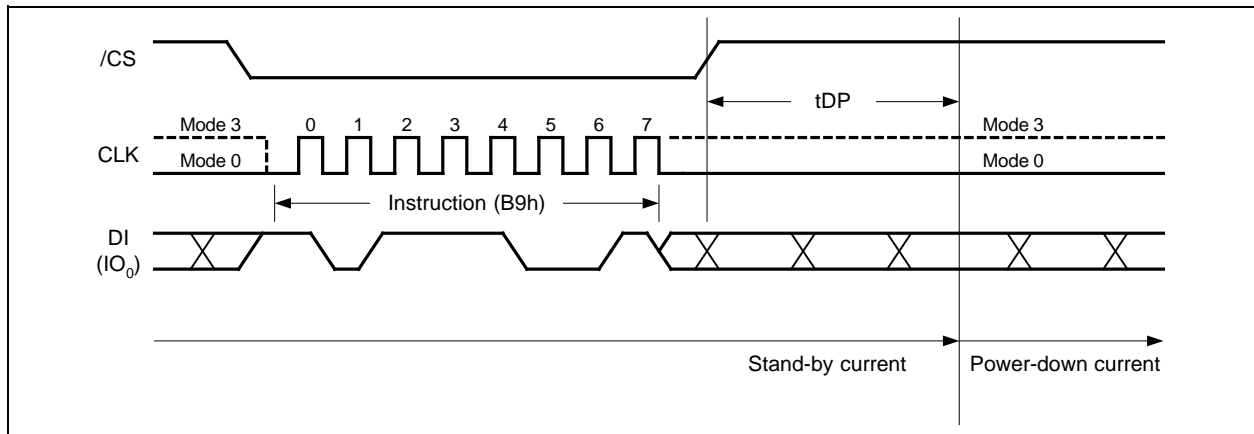 /CS
tDP
Mode 3 0 1 2 3 4 5 6 7 Mode 3
CLK
Mode 0 Mode 0
Instruction (B9h)
DI
(IO₀)
Stand-by current Power-down current